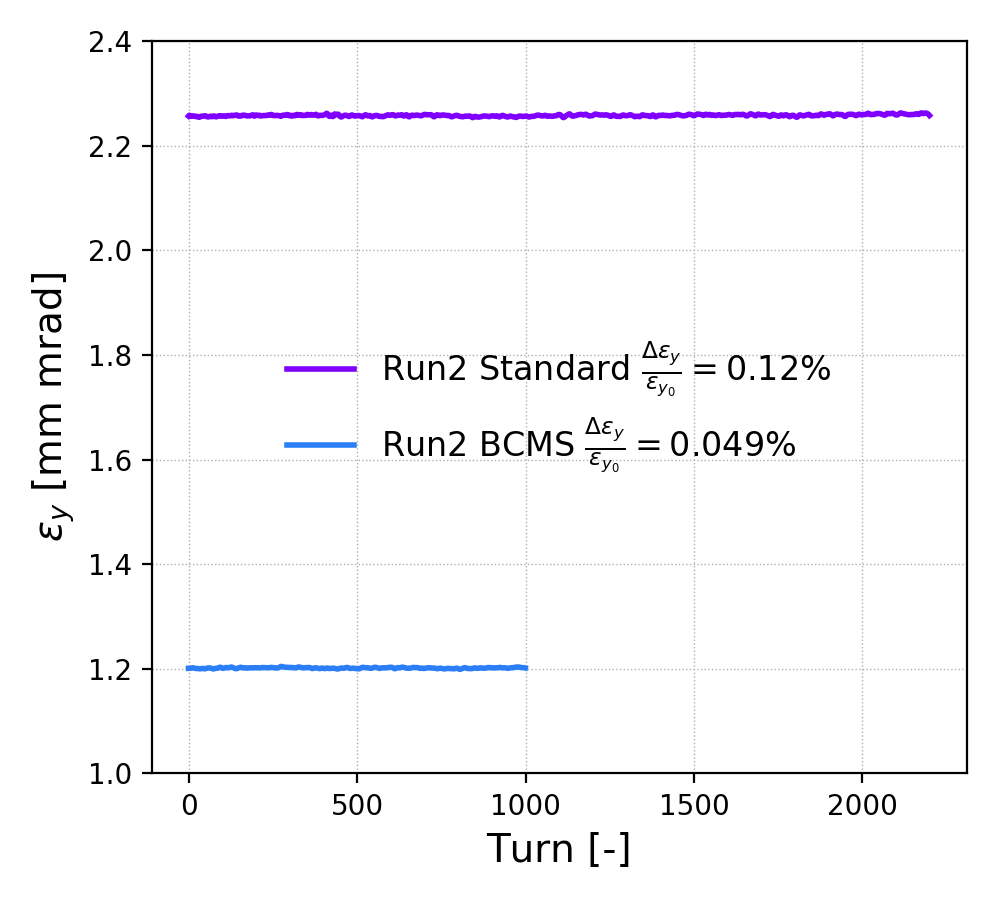 2.4
2.2
2.0
1.8
1.6
1.4
1.2
1.0
εy [mm mrad]
Run2 Standard Δεy/εy0 = 0.12%
Run2 BCMS Δεy/εy0 = 0.049%
0 500 1000 1500 2000
Turn [-]